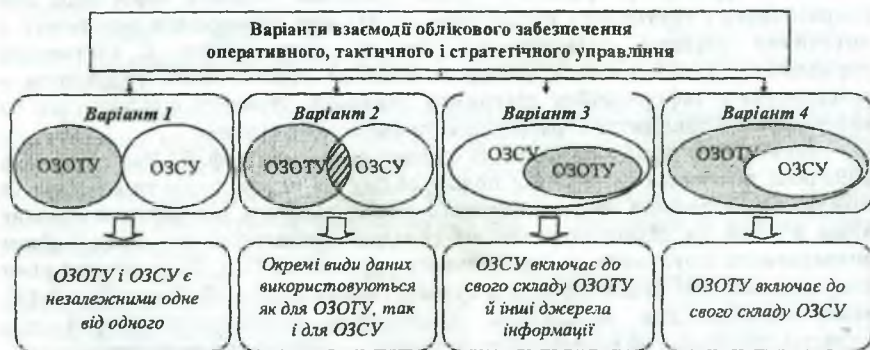 Варіанти взаємодії облікового забезпечення
оперативного, тактичного і стратегічного управління
Варіант 1
ОЗОТУ
ОЗСУ
Варіант 2
ОЗОТУ
ОЗСУ
Варіант 3
ОЗСУ
ОЗОТУ
Варіант 4
ОЗОТУ
ОЗСУ
ОЗОТУ і ОЗСУ є
незалежними одне
від одного
Окремі види даних
використовуються
як для ОЗОТУ, так
і для ОЗСУ
ОЗСУ включає до
свого складу ОЗОТУ
й інші джерела
інформації
ОЗОТУ включає до
свого складу ОЗСУ